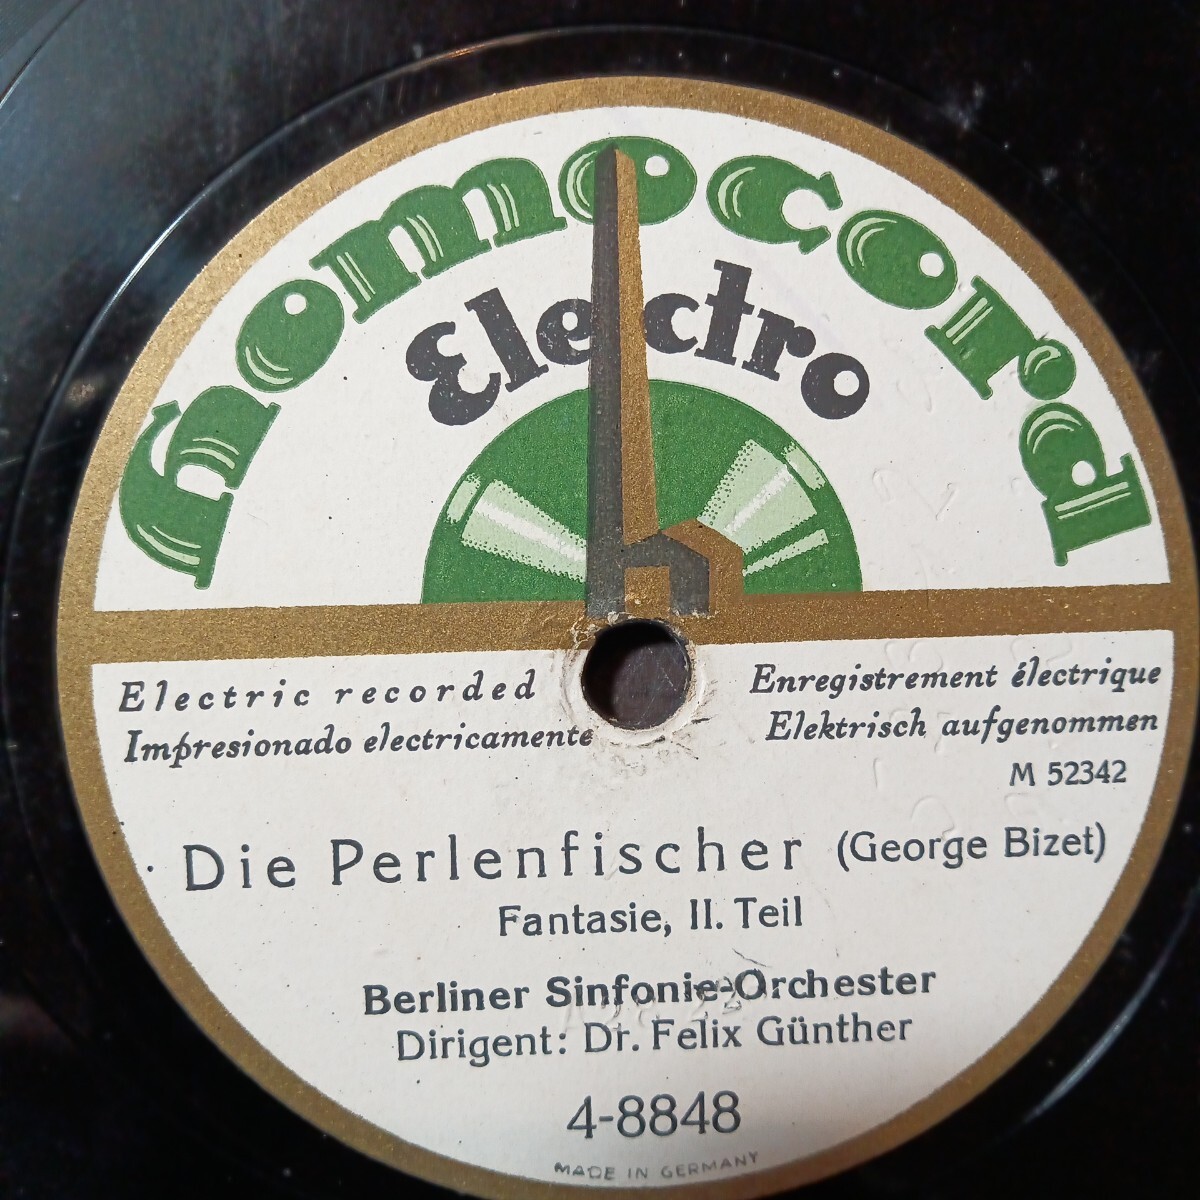 homocord
Electro
Electric recorded
Impresionado electricamente
Enregistrement électrique
Elektrisch aufgenommen
M 52342
Die Perlenfischer (George Bizet)
Fantasie, II. Teil
Berliner Sinfonie-Orchester
Dirigent: Dr. Felix Günther
4-8848
MADE IN GERMANY